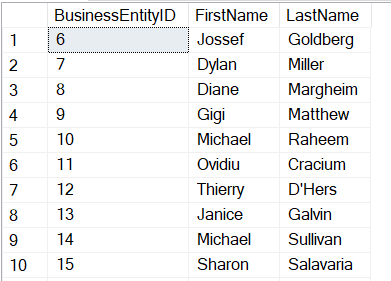 BusinessEntityID FirstName LastName
1 6 Jossef Goldberg
2 7 Dylan Miller
3 8 Diane Margheim
4 9 Gigi Matthew
5 10 Michael Raheem
6 11 Ovidiu Cracium
7 12 Thierry D'Hers
8 13 Janice Galvin
9 14 Michael Sullivan
10 15 Sharon Salavaria